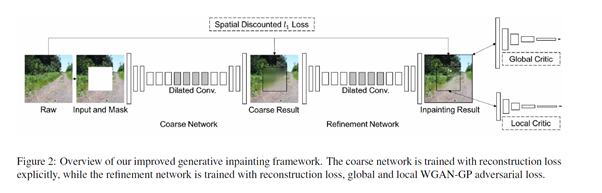 Spatial Discounted l₁ Loss
Global Critic
Dilated Conv.
Dilated Conv.
Raw
Input and Mask
Coarse Result
Inpainting Result
Coarse Network
Refinement Network
Local Critic
Figure 2: Overview of our improved generative inpainting framework. The coarse network is trained with reconstruction loss
explicitly, while the refinement network is trained with reconstruction loss, global and local WGAN-GP adversarial loss.